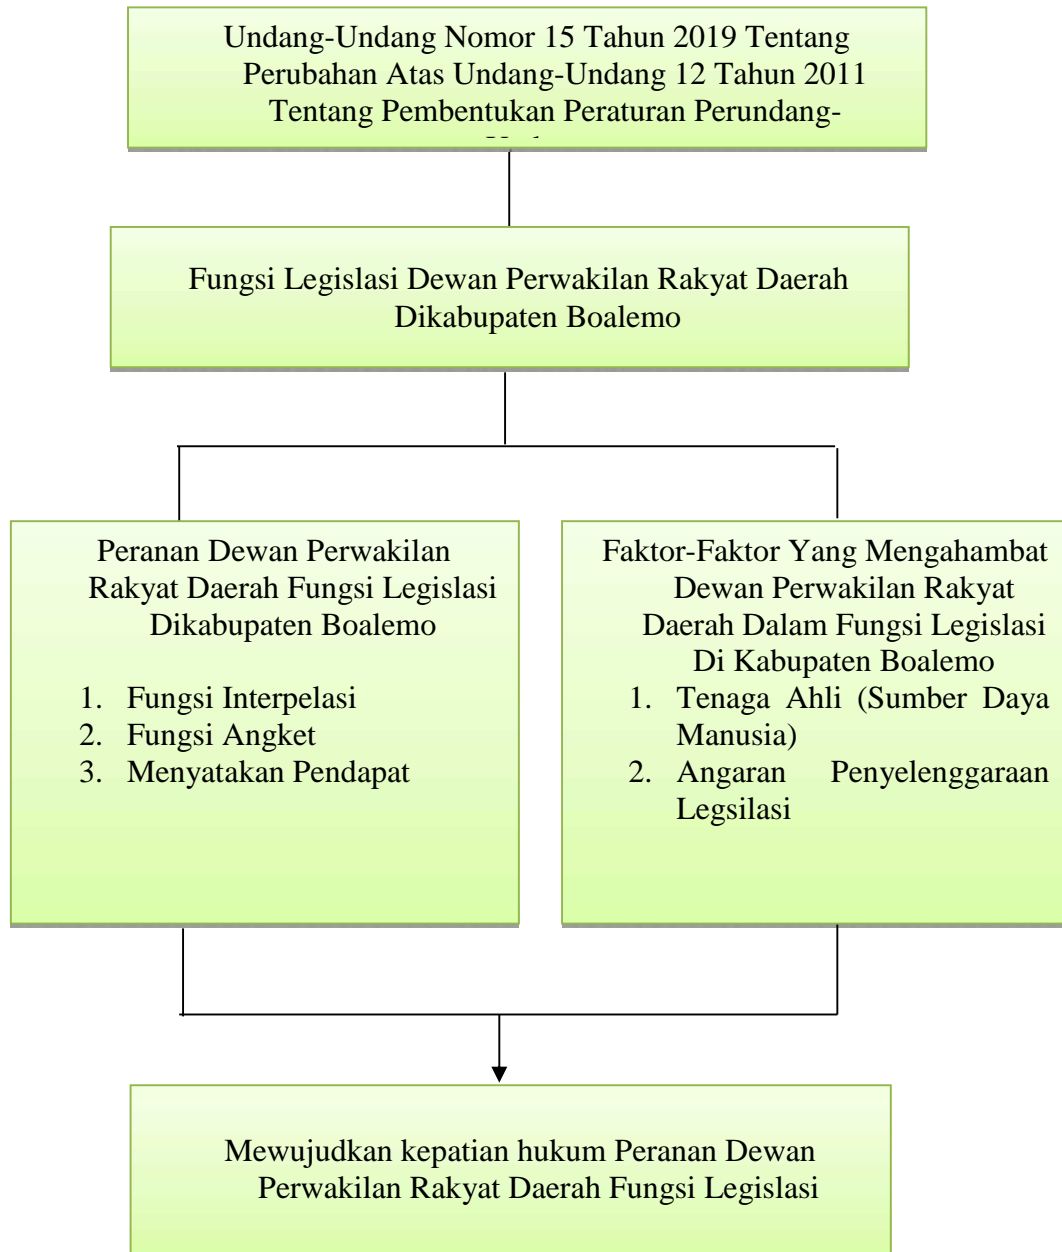 Undang-Undang Nomor 15 Tahun 2019 Tentang
Perubahan Atas Undang-Undang 12 Tahun 2011
Tentang Pembentukan Peraturan Perundang-
Fungsi Legislasi Dewan Perwakilan Rakyat Daerah
Dikabupaten Boalemo
Peranan Dewan Perwakilan
Rakyat Daerah Fungsi Legislasi
Dikabupaten Boalemo
1. Fungsi Interpelasi
2. Fungsi Angket
3. Menyatakan Pendapat
Faktor-Faktor Yang Mengahambat
Dewan Perwakilan Rakyat
Daerah Dalam Fungsi Legislasi
Di Kabupaten Boalemo
1. Tenaga Ahli (Sumber Daya
Manusia)
2. Angaran Penyelenggaraan
Legsilasi
Mewujudkan kepatian hukum Peranan Dewan
Perwakilan Rakyat Daerah Fungsi Legislasi